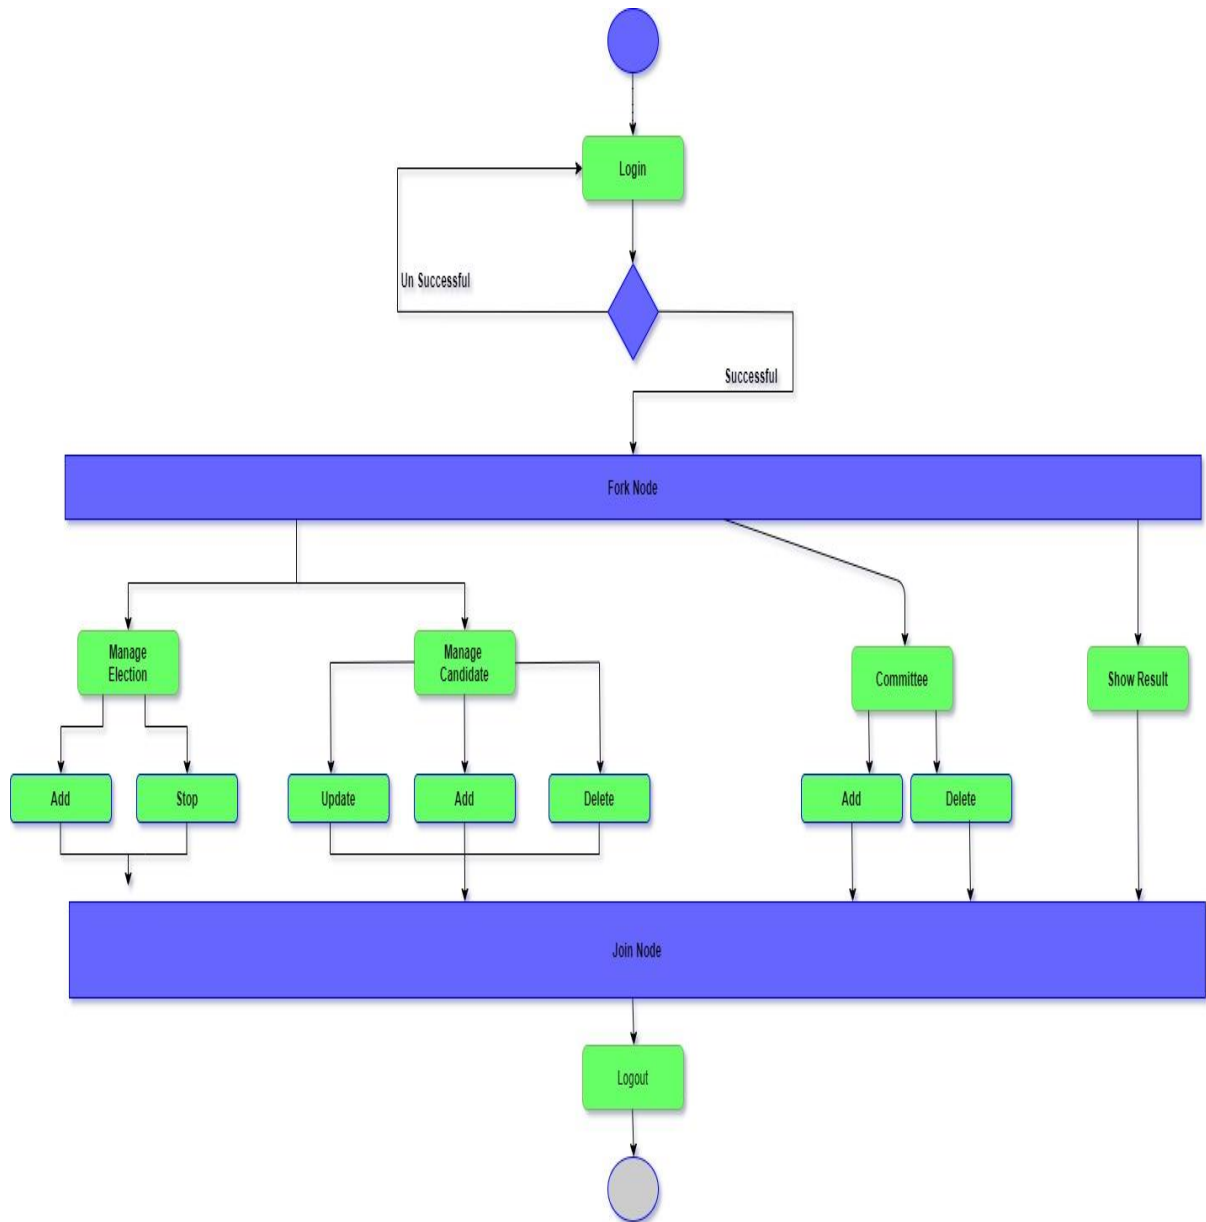 Login
Un Successful
Successful
Fork Node
Manage
Election
Manage
Candidate
Committee
Show Result
Add
Stop
Update
Add
Delete
Add
Delete
Join Node
Logout